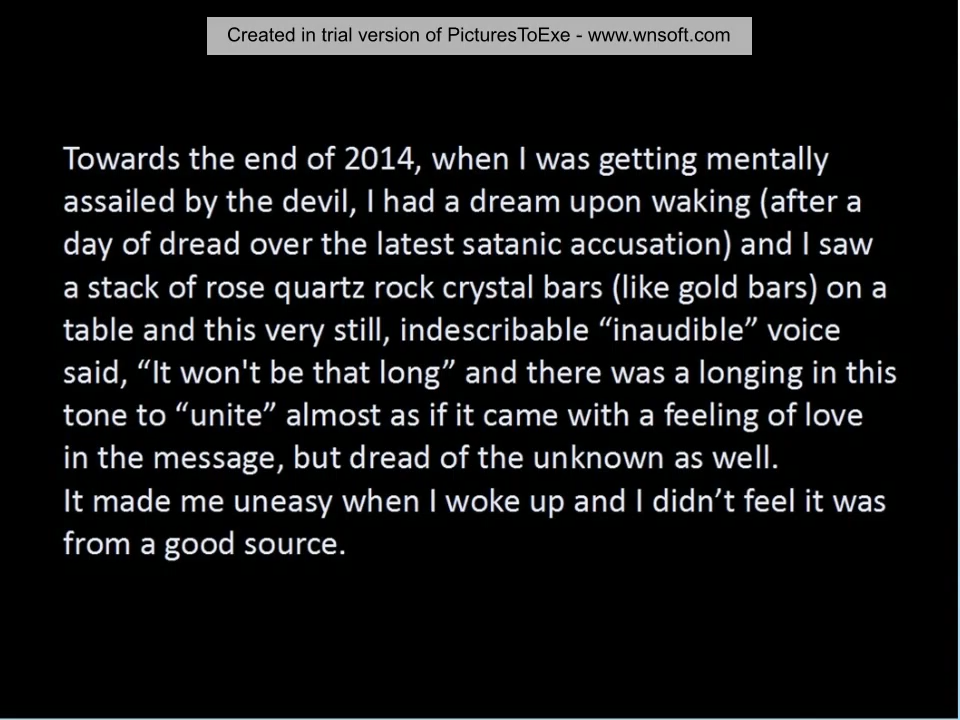 Created in trial version of PicturesToExe - www.wnsoft.com
Towards the end of 2014, when I was getting mentally
assailed by the devil, I had a dream upon waking (after a
day of dread over the latest satanic accusation) and I saw
a stack of rose quartz rock crystal bars (like gold bars) on a
table and this very still, indescribable “inaudible” voice
said, “It won't be that long” and there was a longing in this
tone to “unite” almost as if it came with a feeling of love
in the message, but dread of the unknown as well.
It made me uneasy when I woke up and I didn’t feel it was
from a good source.